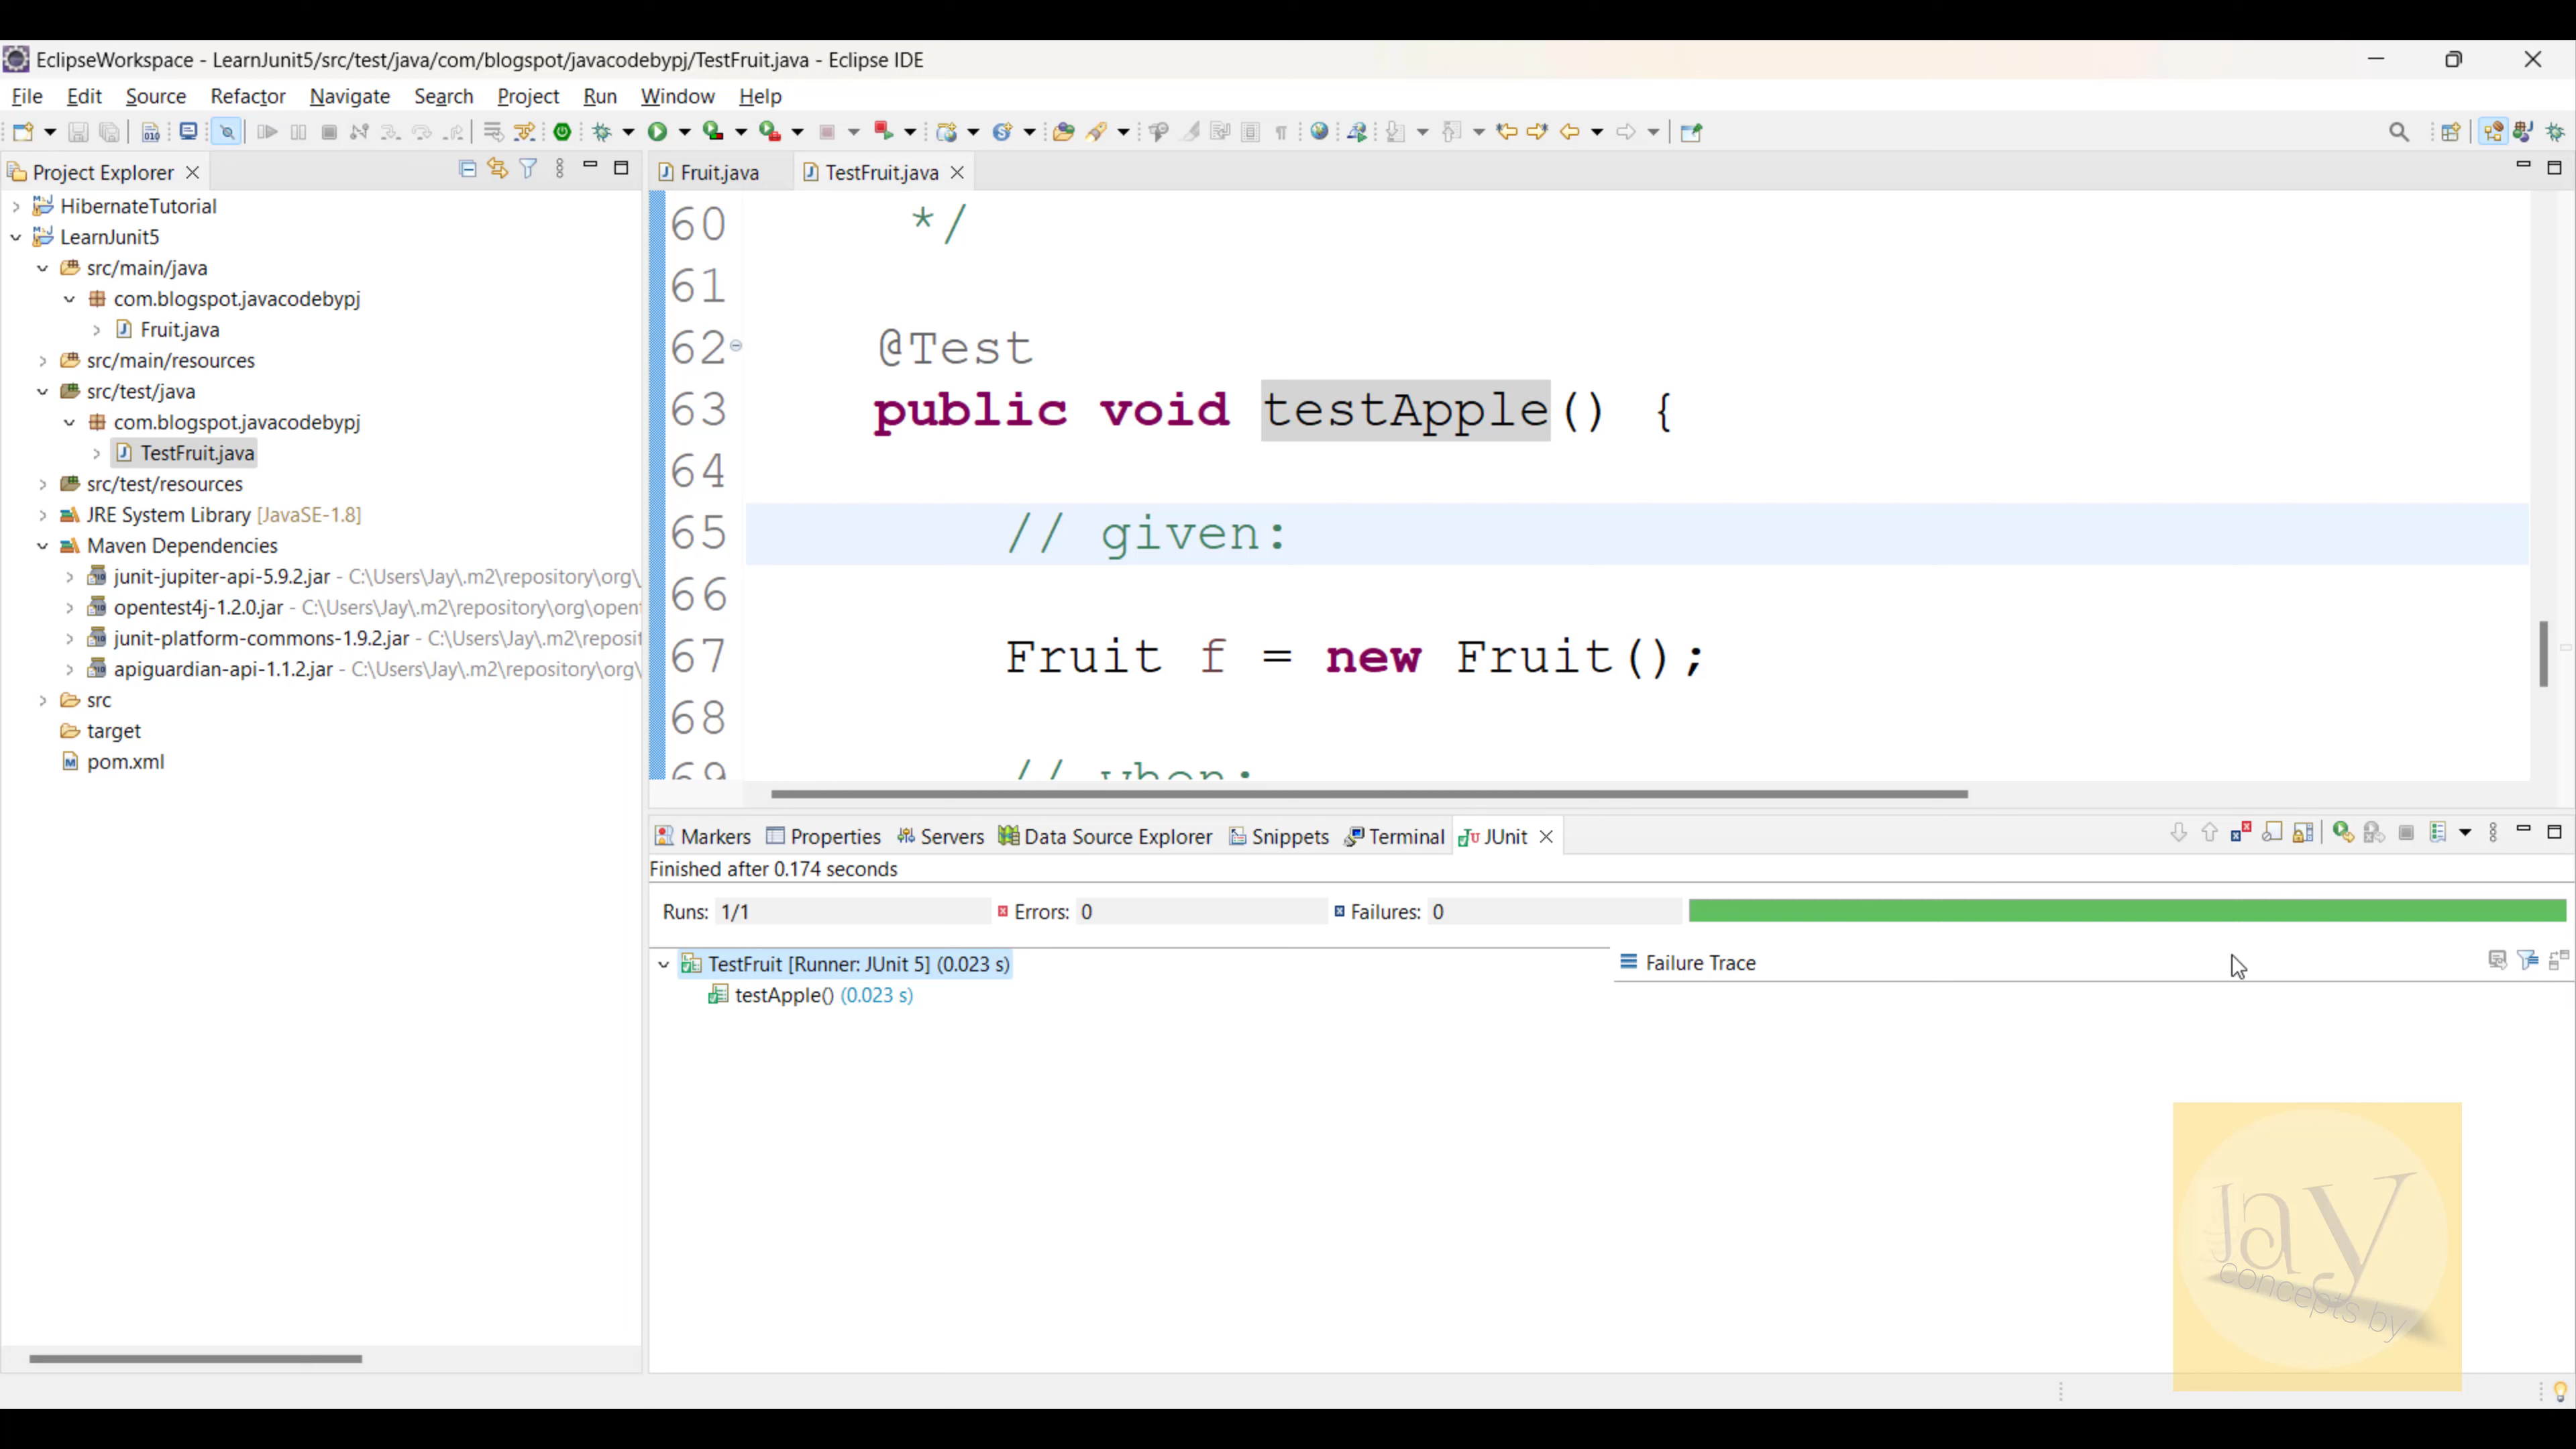 EclipseWorkspace - LearnJunit5/src/test/java/com/blogspot/javacodebypj/TestFruit.java - Eclipse IDE
File Edit Source Refactor Navigate Search Project Run Window Help
Project Explorer
HibernateTutorial
LearnJunit5
src/main/java
com.blogspot.javacodebypj
Fruit.java
src/main/resources
src/test/java
com.blogspot.javacodebypj
TestFruit.java
src/test/resources
JRE System Library [JavaSE-1.8]
Maven Dependencies
junit-jupiter-api-5.9.2.jar - C:\Users\Jay\.m2\repository\org\
opentest4j-1.2.0.jar - C:\Users\Jay\.m2\repository\org\opent
junit-platform-commons-1.9.2.jar - C:\Users\Jay\.m2\reposit
apiguardian-api-1.1.2.jar - C:\Users\Jay\.m2\repository\org\
src
target
pom.xml
Fruit.java TestFruit.java
60 */
61
62 @Test
63 public void testApple() {
64
65 // given:
66
67 Fruit f = new Fruit();
68
69 // when:
Markers Properties Servers Data Source Explorer Snippets Terminal JUnit
Finished after 0.174 seconds
Runs: 1/1 Errors: 0 Failures: 0
TestFruit [Runner: JUnit 5] (0.023 s)
testApple() (0.023 s)
Failure Trace
Jay
concepts by